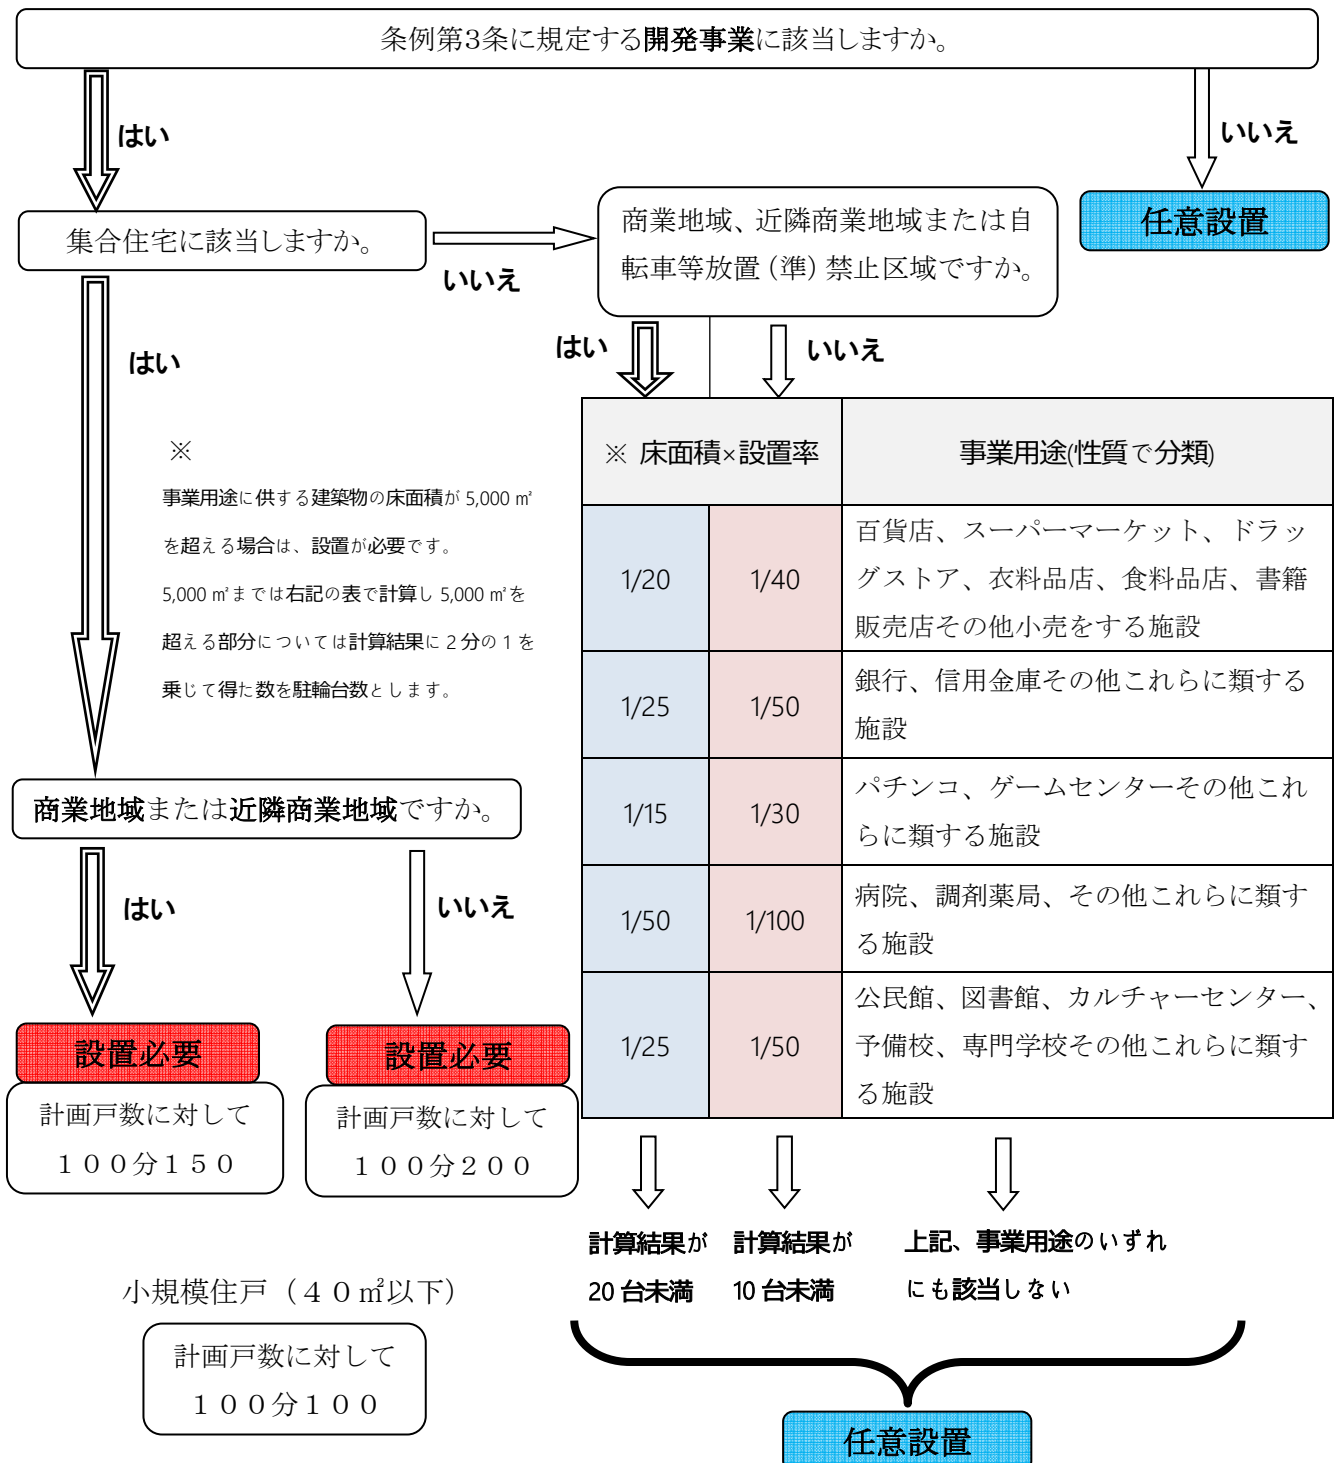 条例第3条に規定する開発事業に該当しますか。
はい
いいえ
集合住宅に該当しますか。
いいえ
商業地域、近隣商業地域または自
転車等放置（準）禁止区域ですか。
任意設置
はい
はい
いいえ
※
事業用途に供する建築物の床面積が 5,000 ㎡
を超える場合は、設置が必要です。
5,000 ㎡までは右記の表で計算し 5,000 ㎡を
超える部分については計算結果に 2 分の 1 を
乗じて得た数を駐輪台数とします。
※ 床面積×設置率
事業用途(性質で分類)
1/20
1/40
百貨店、スーパーマーケット、ドラッ
グストア、衣料品店、食料品店、書籍
販売店その他小売をする施設
1/25
1/50
銀行、信用金庫その他これらに類する
施設
1/15
1/30
パチンコ、ゲームセンターその他これ
らに類する施設
1/50
1/100
病院、調剤薬局、その他これらに類す
る施設
1/25
1/50
公民館、図書館、カルチャーセンター、
予備校、専門学校その他これらに類す
る施設
商業地域または近隣商業地域ですか。
はい
いいえ
設置必要
計画戸数に対して
１００分１５０
設置必要
計画戸数に対して
１００分２００
計算結果が
20 台未満
計算結果が
10 台未満
上記、事業用途のいずれ
にも該当しない
小規模住戸（４０㎡以下）
計画戸数に対して
１００分１００
任意設置